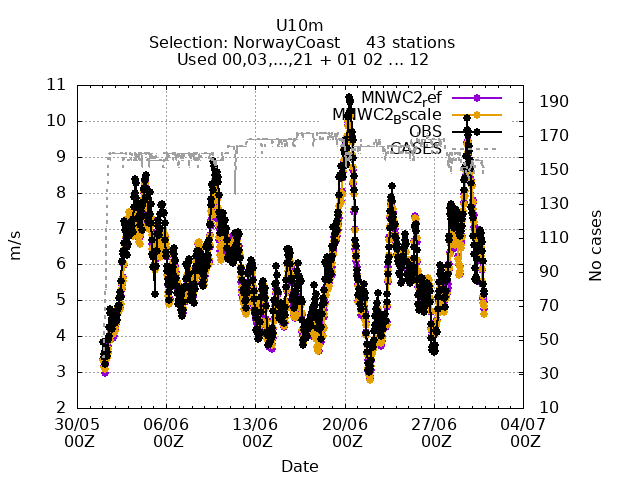 U10m
Selection: NorwayCoast 43 stations
Used 00,03,...,21 + 01 02 ... 12
MNWC2_ref
MNWC2_Bscale
OBS
CASES
11
10
9
8
7
6
5
4
3
2
190
170
150
130
110
90
70
50
30
10
m/s
No cases
30/05 06/06 13/06 20/06 27/06 04/07
00Z 00Z 00Z 00Z 00Z 00Z
Date